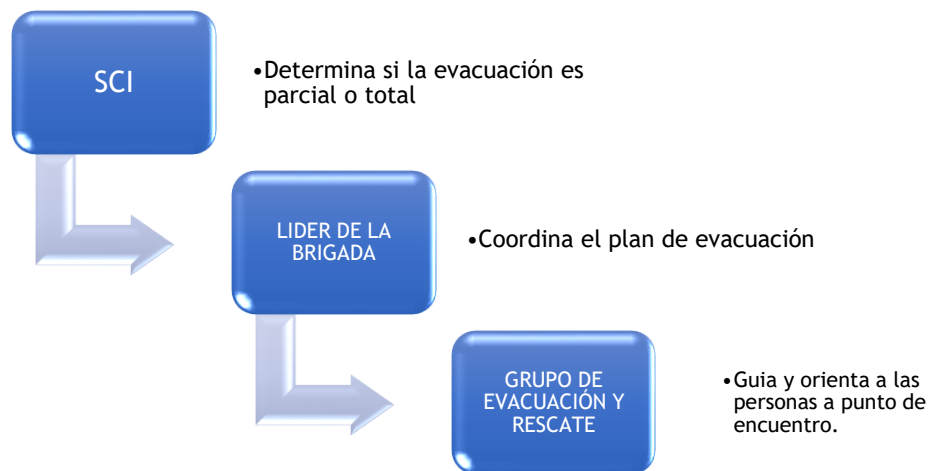 SCI
•Determina si la evacuación es
parcial o total
LIDER DE LA
BRIGADA
•Coordina el plan de evacuación
GRUPO DE
EVACUACIÓN Y
RESCATE
•Guia y orienta a las
personas a punto de
encuentro.